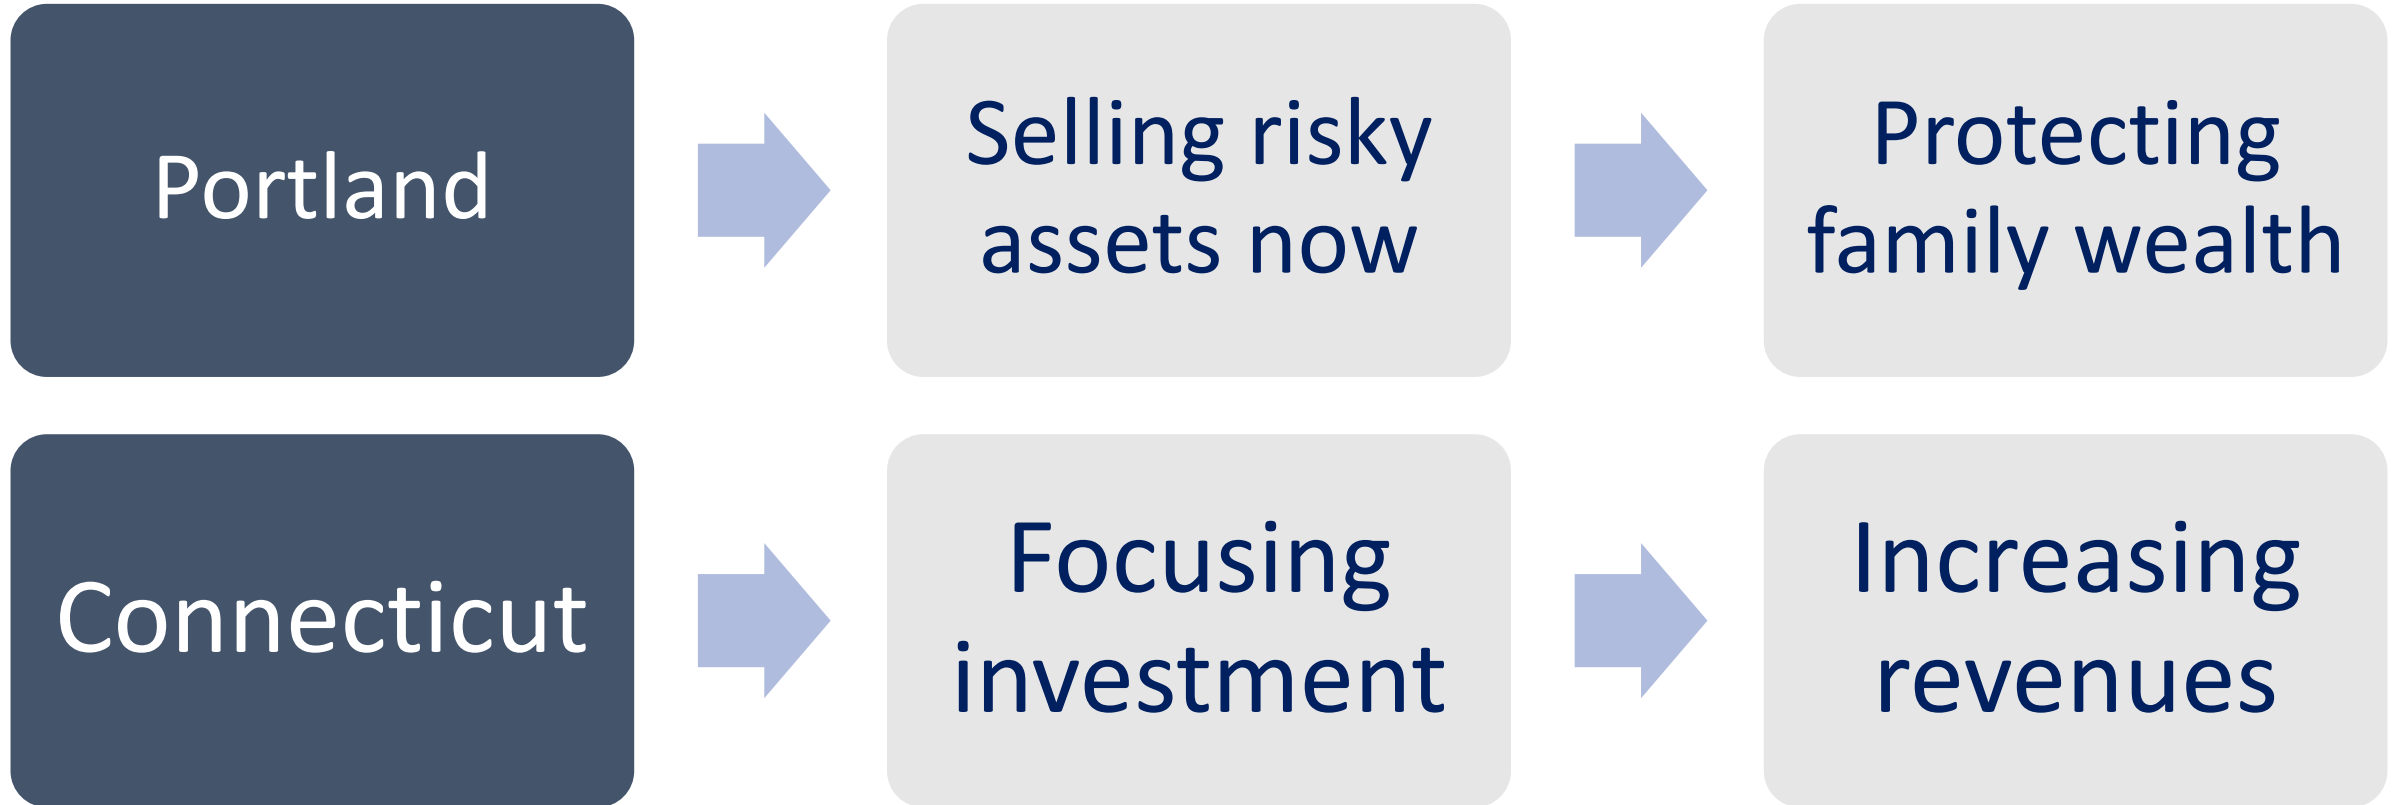 Portland
Selling risky
assets now
Protecting
family wealth
Connecticut
Focusing
investment
Increasing
revenues